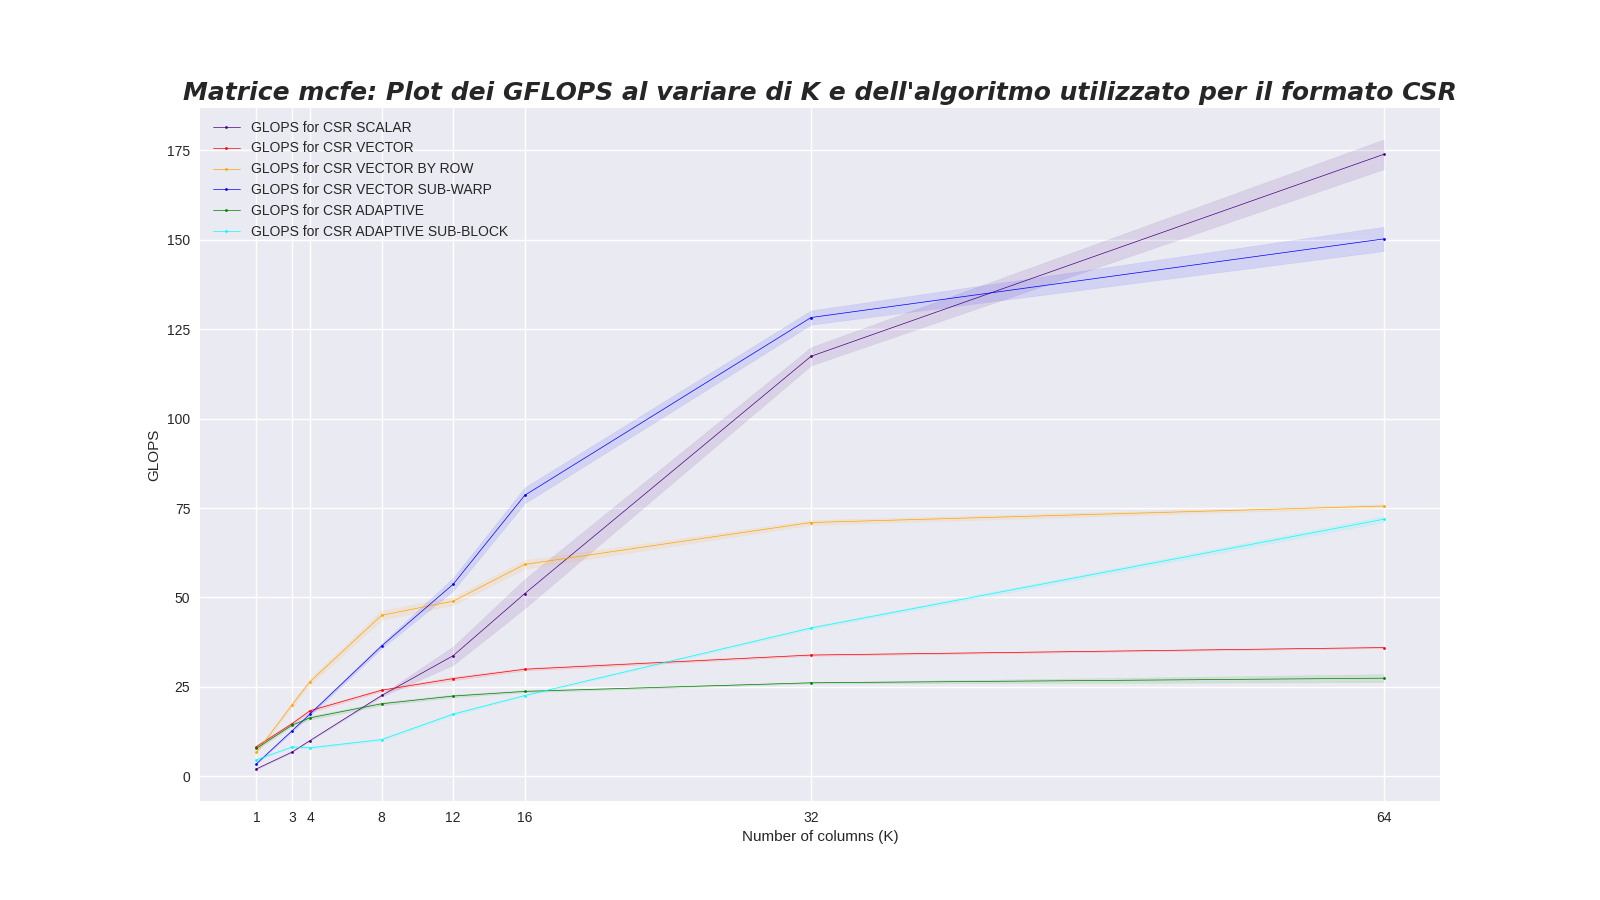 Matrice mcfe: Plot dei GFLOPS al variare di K e dell'algoritmo utilizzato per il formato CSR
GLOPS for CSR SCALAR
GLOPS for CSR VECTOR
GLOPS for CSR VECTOR BY ROW
GLOPS for CSR VECTOR SUB-WARP
GLOPS for CSR ADAPTIVE
GLOPS for CSR ADAPTIVE SUB-BLOCK
175
150
125
100
75
50
25
0
GLOPS
1 3 4 8 12 16 32 64
Number of columns (K)